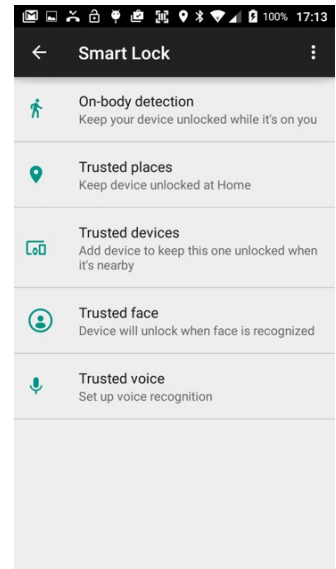 100% 17:13
Smart Lock
On-body detection
Keep your device unlocked while it's on you
Trusted places
Keep device unlocked at Home
Trusted devices
Add device to keep this one unlocked when
it's nearby
Trusted face
Device will unlock when face is recognized
Trusted voice
Set up voice recognition